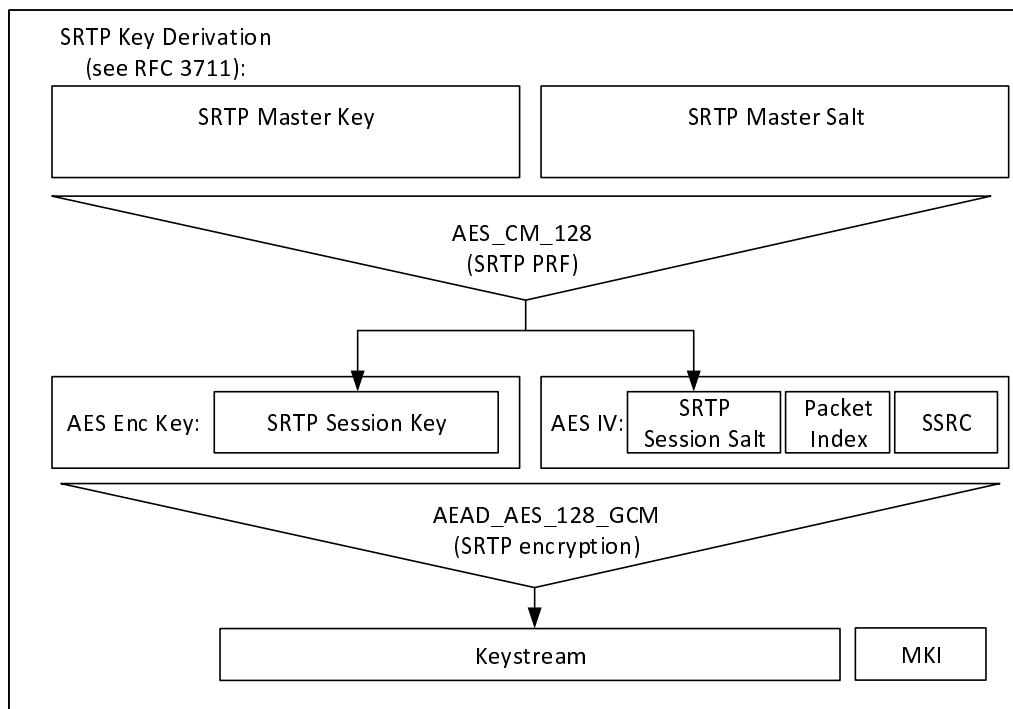 SRTP Key Derivation
(see RFC 3711):
SRTP Master Key
SRTP Master Salt
AES_CM_128
(SRTP PRF)
AES Enc Key:
SRTP Session Key
AES IV:
SRTP
Session Salt
Packet
Index
SSRC
AEAD_AES_128_GCM
(SRTP encryption)
Keystream
MKI